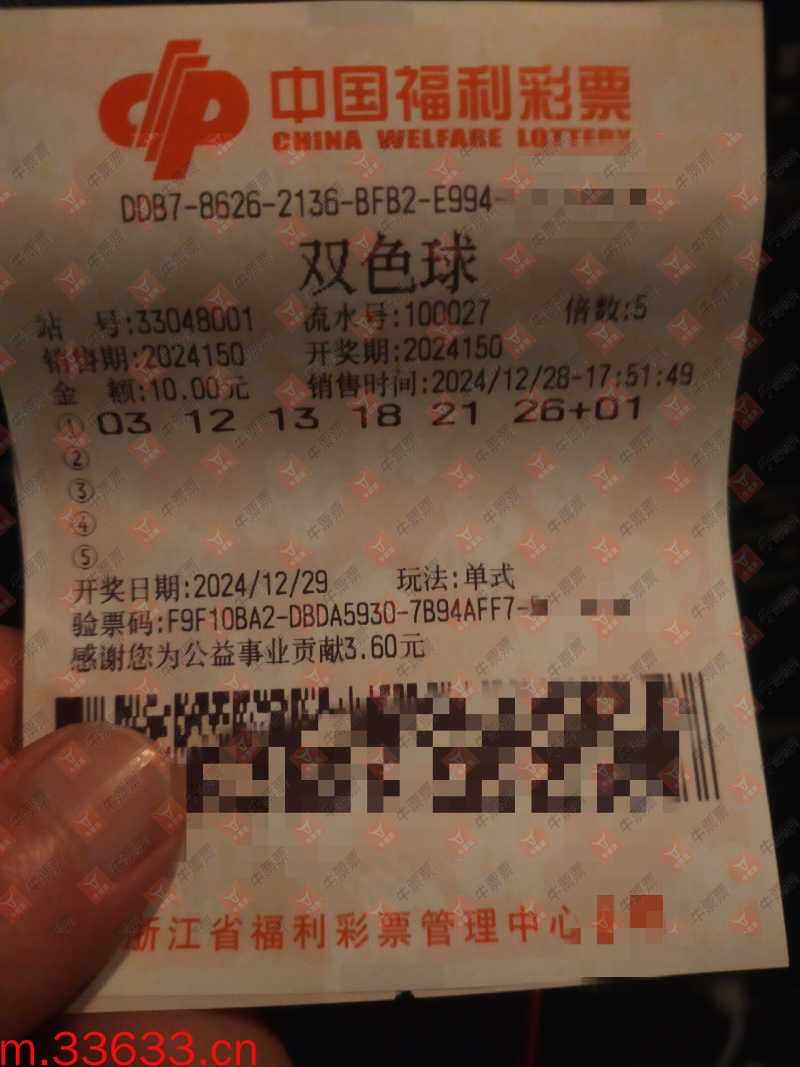 中国福利彩票
CHINA WELFARE LOTTERY
DDB7-8626-2136-BFB2-E994-
双色球
站 号:33048001 流水号:100027 倍数:5
销售期:2024150 开奖期:2024150
金 额:10.00元 销售时间:2024/12/28-17:51:49
① 03 12 13 18 21 26+01
②
③
④
⑤
开奖日期:2024/12/29 玩法:单式
验票码:F9F10BA2-DBDA5930-7B94AFF7-
感谢您为公益事业贡献3.60元
浙江省福利彩票管理中心
m.33633.cn